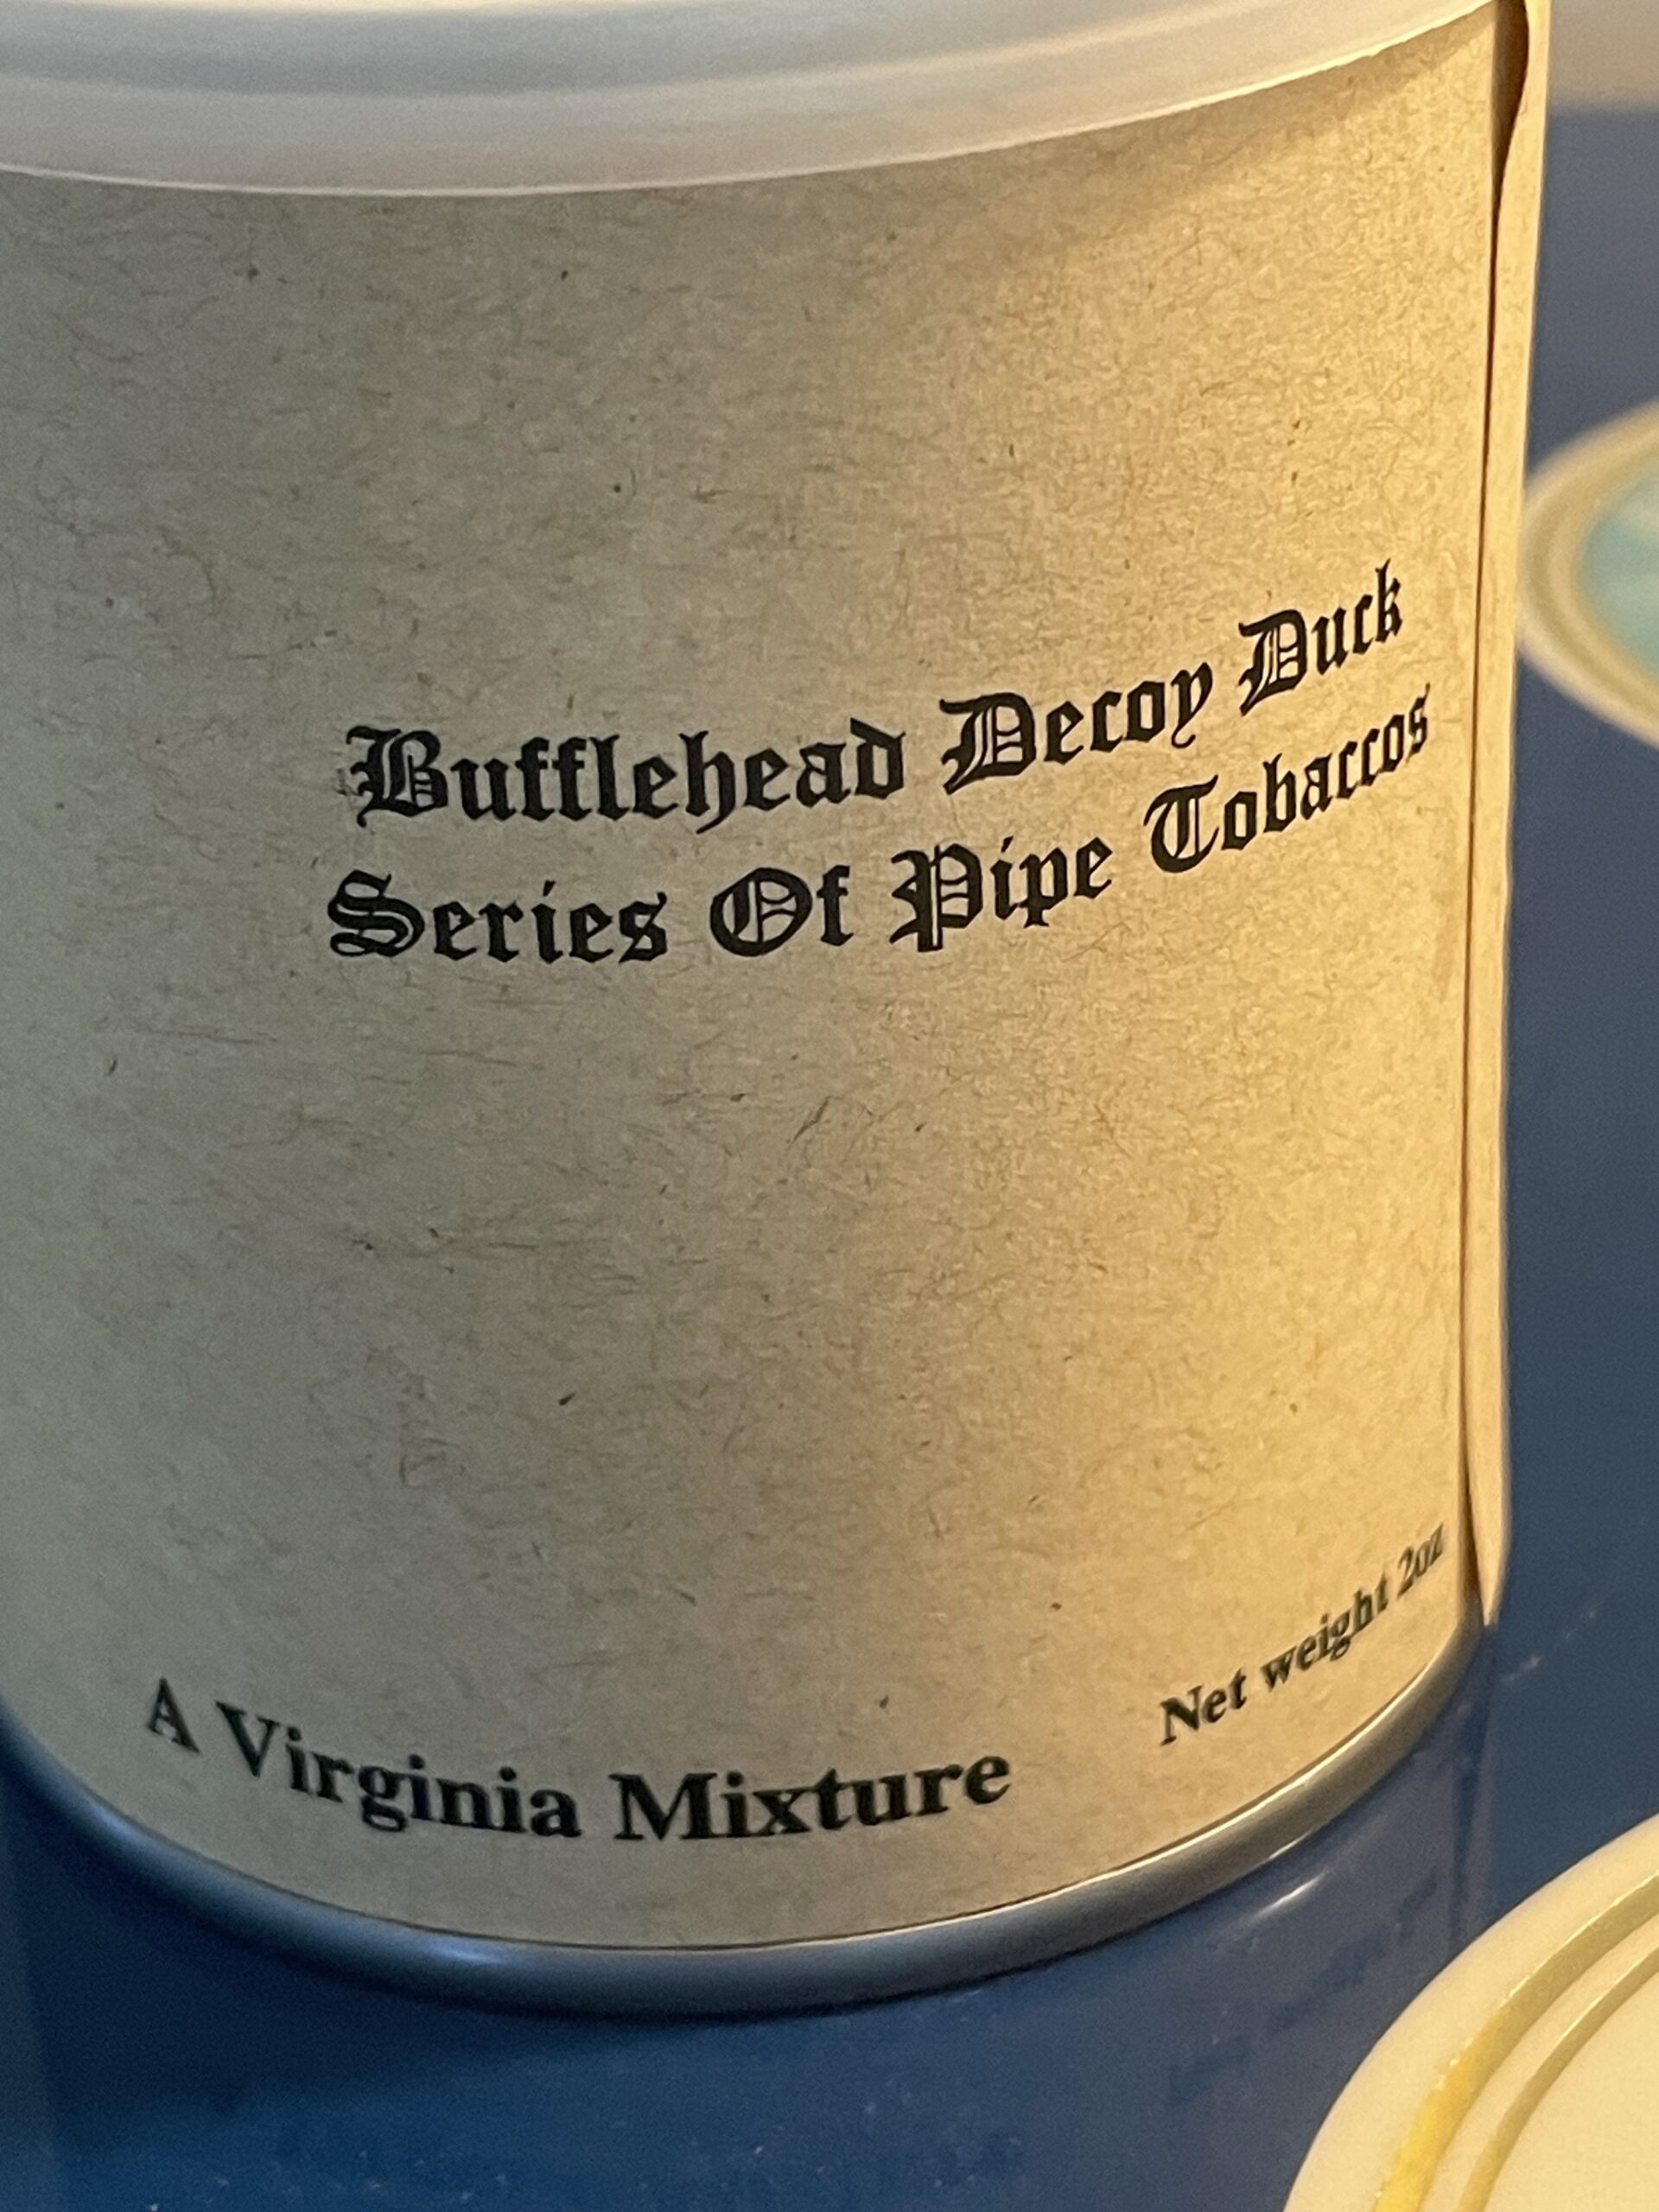 Bufflehead Decoy Duck
Series Of Pipe Tobaccos
A Virginia Mixture
Net weight 2oz